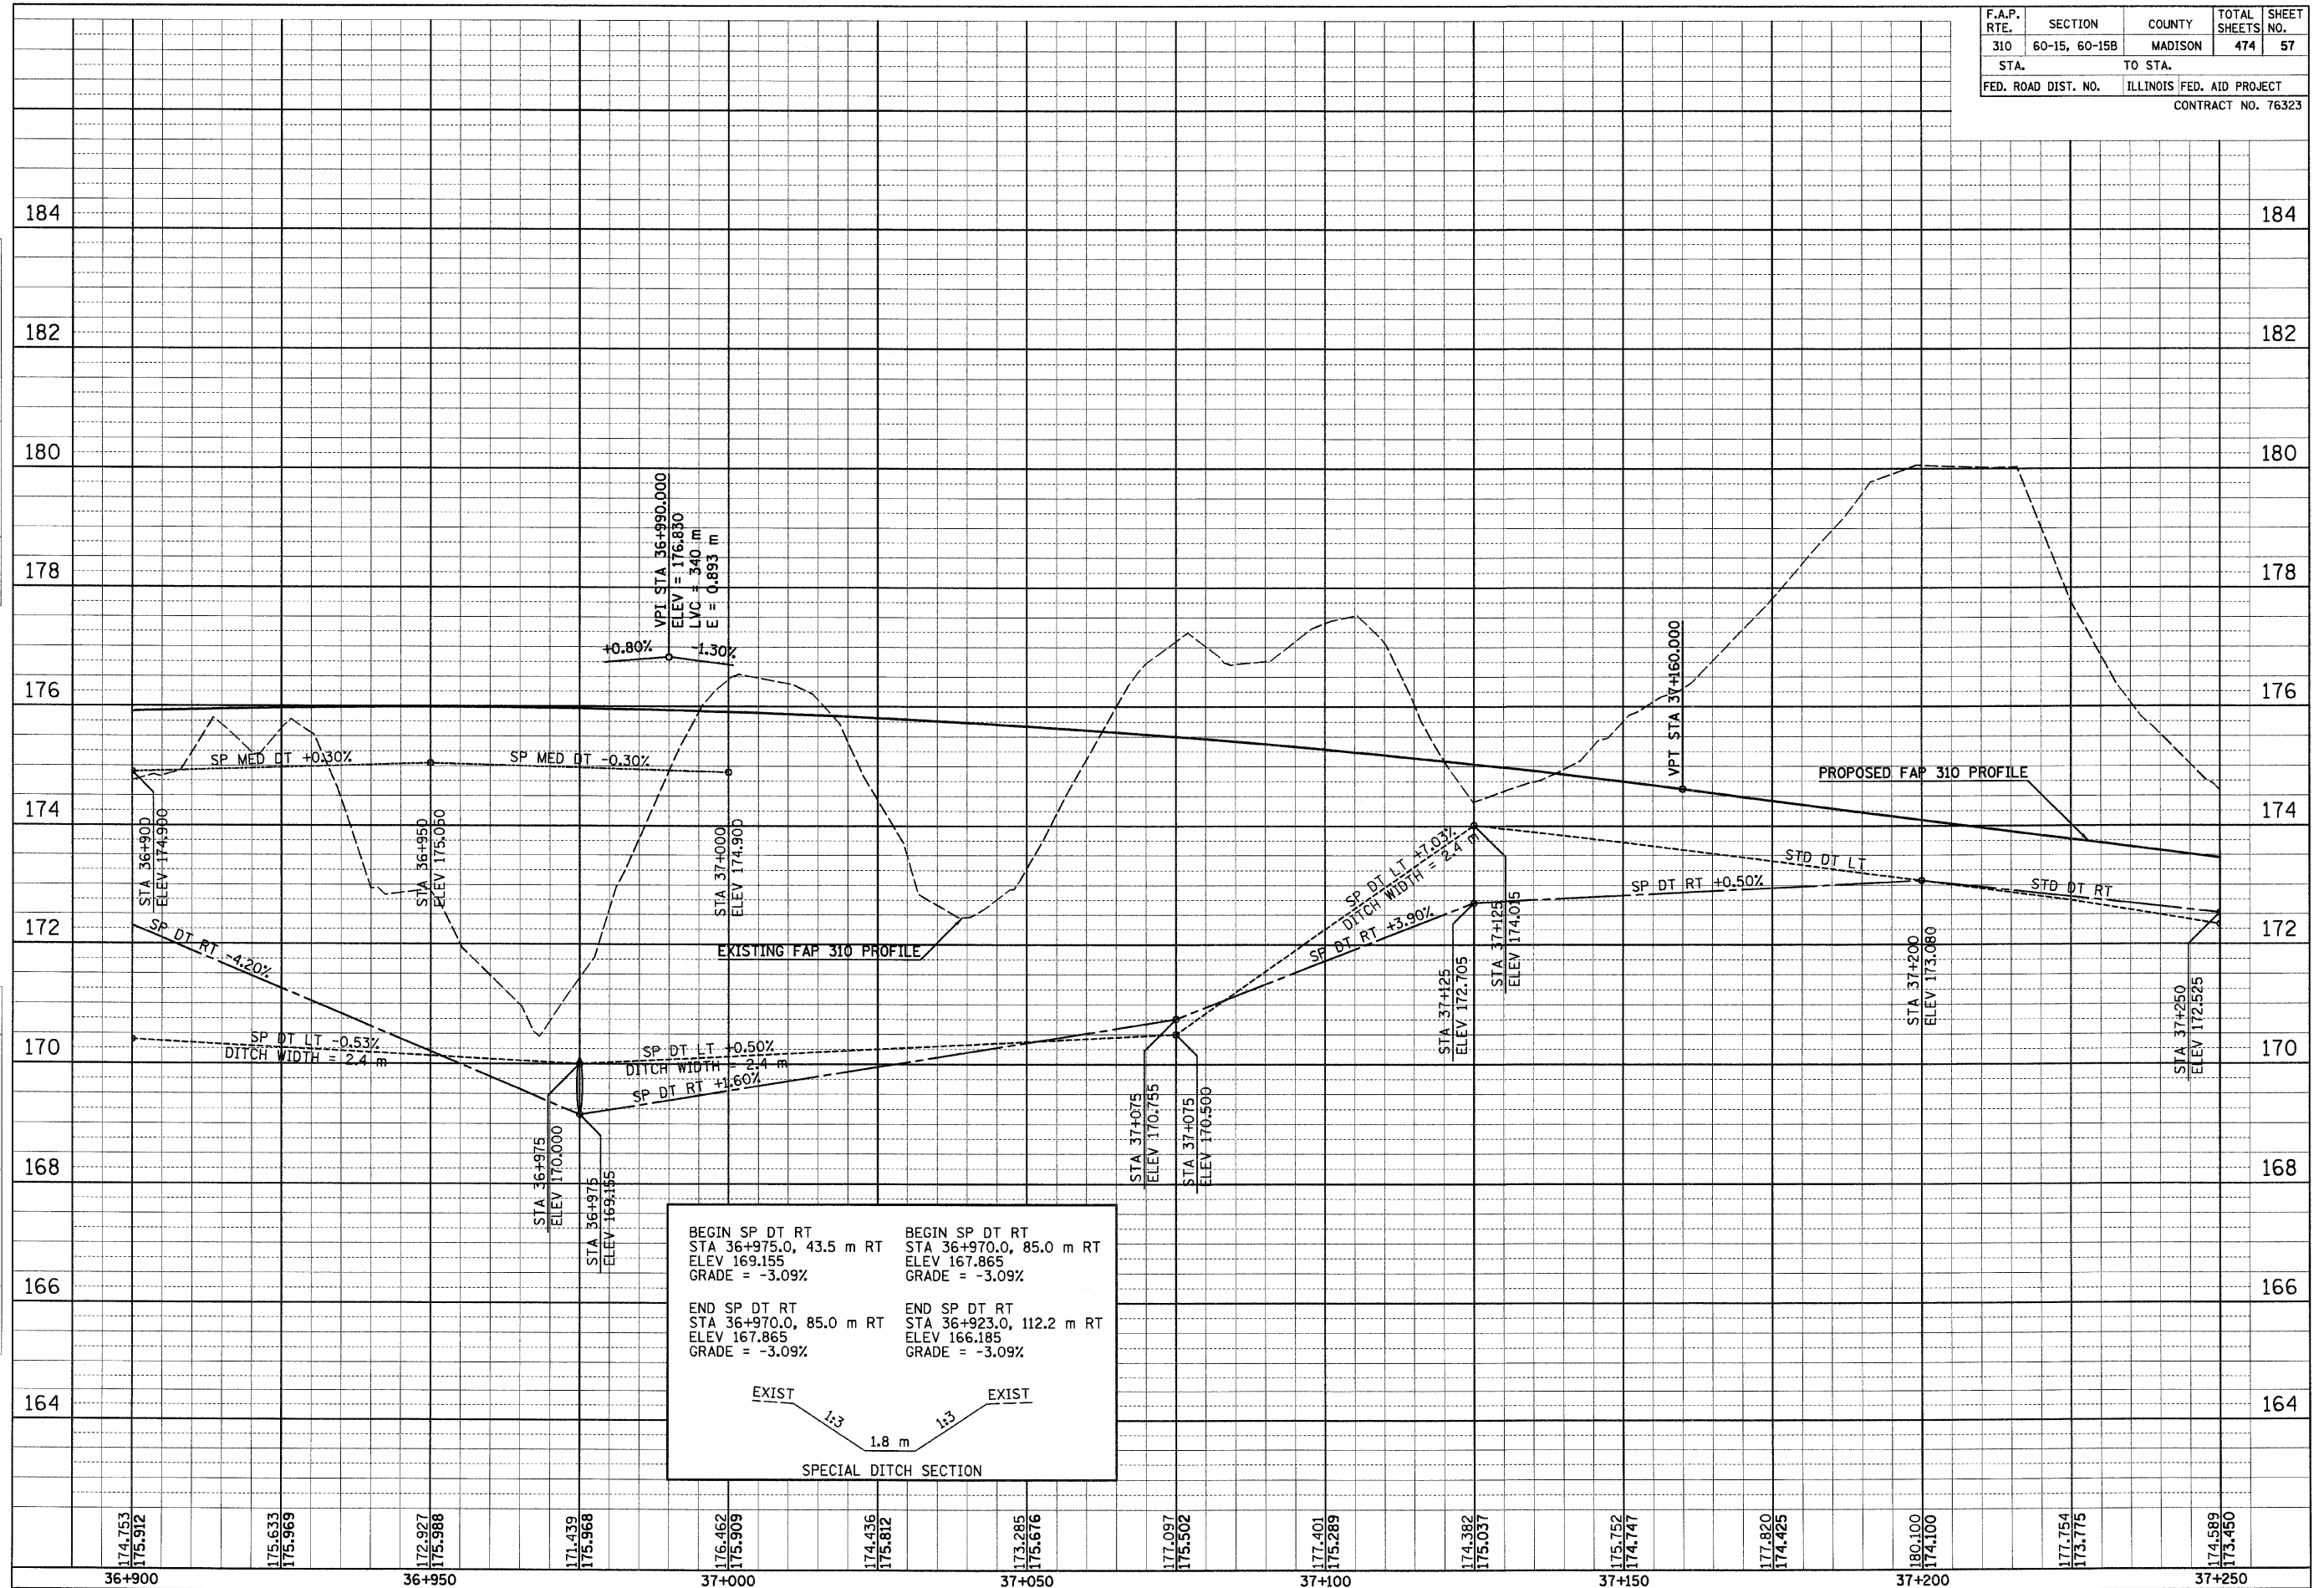 F.A.P. RTE. SECTION COUNTY TOTAL SHEETS SHEET NO.
310 60-15, 60-15B MADISON 474 57
STA. TO STA.
FED. ROAD DIST. NO. ILLINOIS FED. AID PROJECT
CONTRACT NO. 76323
184 184
182 182
180 180
178 178
176 176
174 174
172 172
170 170
168 168
166 166
164 164
VPI STA 36+990.000
ELEV = 176.830
LVC = 340 m
E = 0.893 m
+0.80% -1.30%
VPT STA 37+160.000
PROPOSED FAP 310 PROFILE
EXISTING FAP 310 PROFILE
SP MED DT +0.30%
SP MED DT -0.30%
STA 36+900
ELEV 174.900
STA 36+950
ELEV 175.050
STA 37+000
ELEV 174.900
SP DT RT -4.20%
SP DT LT -0.53%
DITCH WIDTH = 2.4 m
SP DT LT +0.50%
DITCH WIDTH = 2.4 m
SP DT RT +1.60%
SP DT LT +7.03%
DITCH WIDTH = 2.4 m
SP DT RT +3.90%
STD DT LT
SP DT RT +0.50%
STD DT RT
STA 36+975
ELEV 170.000
STA 36+975
ELEV 169.155
STA 37+075
ELEV 170.755
STA 37+075
ELEV 170.500
STA 37+125
ELEV 172.705
STA 37+125
ELEV 174.015
STA 37+200
ELEV 173.080
STA 37+250
ELEV 172.525
BEGIN SP DT RT
STA 36+975.0, 43.5 m RT
ELEV 169.155
GRADE = -3.09%
BEGIN SP DT RT
STA 36+970.0, 85.0 m RT
ELEV 167.865
GRADE = -3.09%
END SP DT RT
STA 36+970.0, 85.0 m RT
ELEV 167.865
GRADE = -3.09%
END SP DT RT
STA 36+923.0, 112.2 m RT
ELEV 166.185
GRADE = -3.09%
EXIST EXIST
1:3 1:3
1.8 m
SPECIAL DITCH SECTION
174.753
175.912
175.633
175.969
172.927
175.988
171.439
175.968
176.462
175.909
174.436
175.812
173.285
175.676
177.097
175.502
177.401
175.289
174.382
175.037
175.752
174.747
177.820
174.425
180.100
174.100
177.754
173.775
174.589
173.450
36+900 36+950 37+000 37+050 37+100 37+150 37+200 37+250